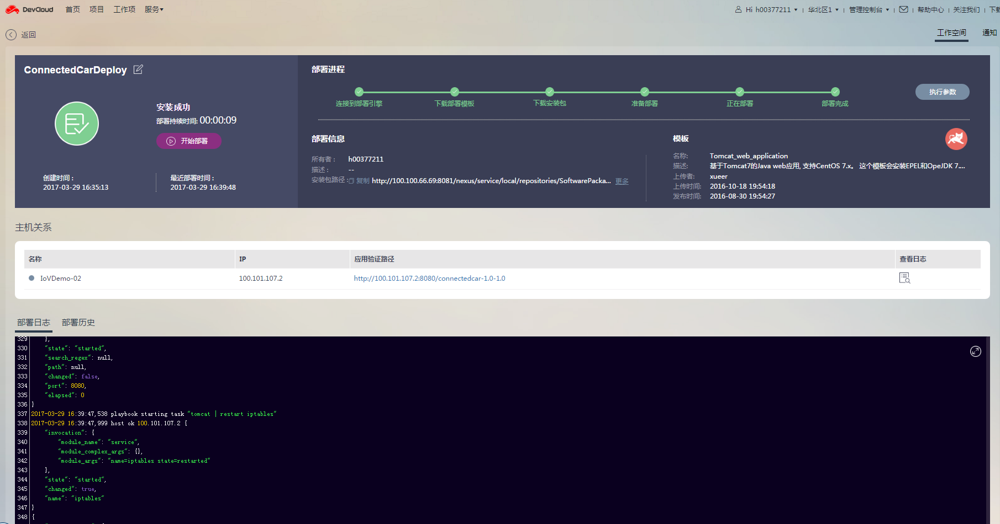 DevCloud 首页 项目 工作项 服务▾
Hi h00377211 ▾ | 华北区1 ▾ | 管理控制台 ▾ | | 帮助中心 | 关注我们 |
返回
工作空间 通知
ConnectedCarDeploy
安装成功
部署持续时间: 00:00:09
开始部署
创建时间 :
2017-03-29 16:35:13
最近部署时间 :
2017-03-29 16:39:48
部署进程
连接到部署引擎 下载部署模板 下载安装包 准备部署 正在部署 部署完成
执行参数
部署信息
所有者 : h00377211
描述 : --
安装包路径 : 复制 http://100.100.66.69:8081/nexus/service/local/repositories/SoftwarePacka... 更多
模板
名称: Tomcat_web_application
描述: 基于Tomcat7的Java web应用, 支持CentOS 7.x。 这个模板会安装EPEL和OpeJDK 7....
上传者: xueer
上传时间: 2016-10-18 19:54:18
发布时间: 2016-08-30 19:54:27
主机关系
名称 IP 应用验证路径 查看日志
IoVDemo-02 100.101.107.2 http://100.101.107.2:8080/connectedcar-1.0-1.0
部署日志 部署历史
329 },
330 "state": "started",
331 "search_regex": null,
332 "path": null,
333 "changed": false,
334 "port": 8080,
335 "elapsed": 0
336 }
337 2017-03-29 16:39:47,538 playbook starting task "tomcat | restart iptables"
338 2017-03-29 16:39:47,999 host ok 100.101.107.2 {
339 "invocation": {
340 "module_name": "service",
341 "module_complex_args": {},
342 "module_args": "name=iptables state=restarted"
343 },
344 "state": "started",
345 "changed": true,
346 "name": "iptables"
347 }
348 {